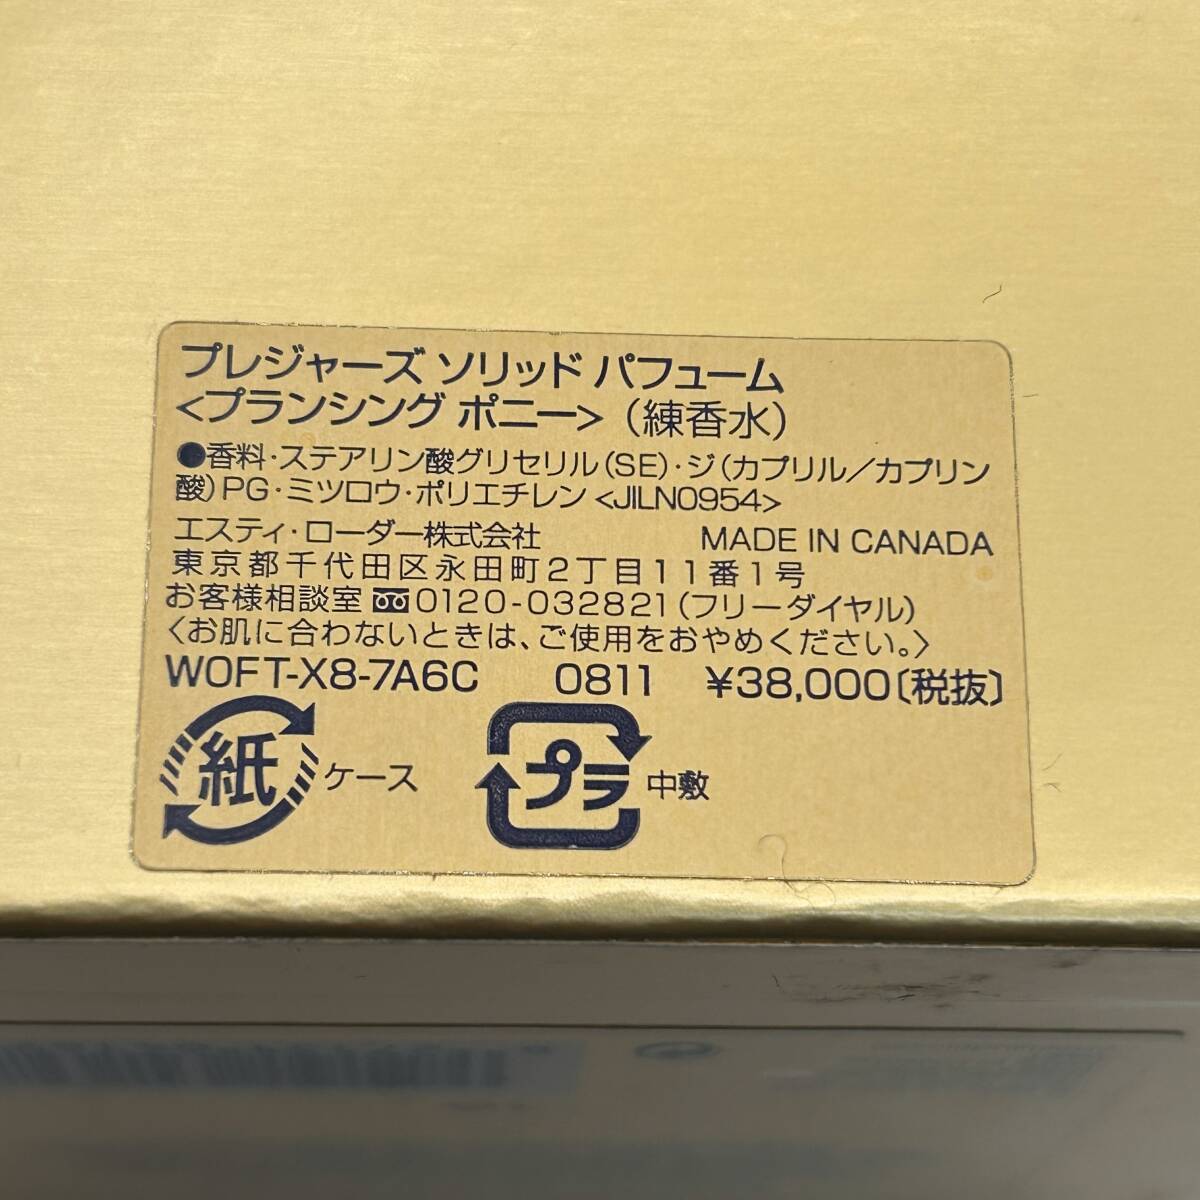 プレジャーズ ソリッド パフューム
<プランシング ポニー>(練香水)
●香料・ステアリン酸グリセリル(SE)・ジ(カプリル/カプリン
酸)PG・ミツロウ・ポリエチレン<JILN0954>
エスティ・ローダー株式会社 MADE IN CANADA
東京都千代田区永田町2丁目11番1号
お客様相談室 0120-032821(フリーダイヤル)
〈お肌に合わないときは、ご使用をおやめください。〉
W0FT-X8-7A6C 0811 ¥38,000〔税抜〕
紙 ケース プラ 中敷